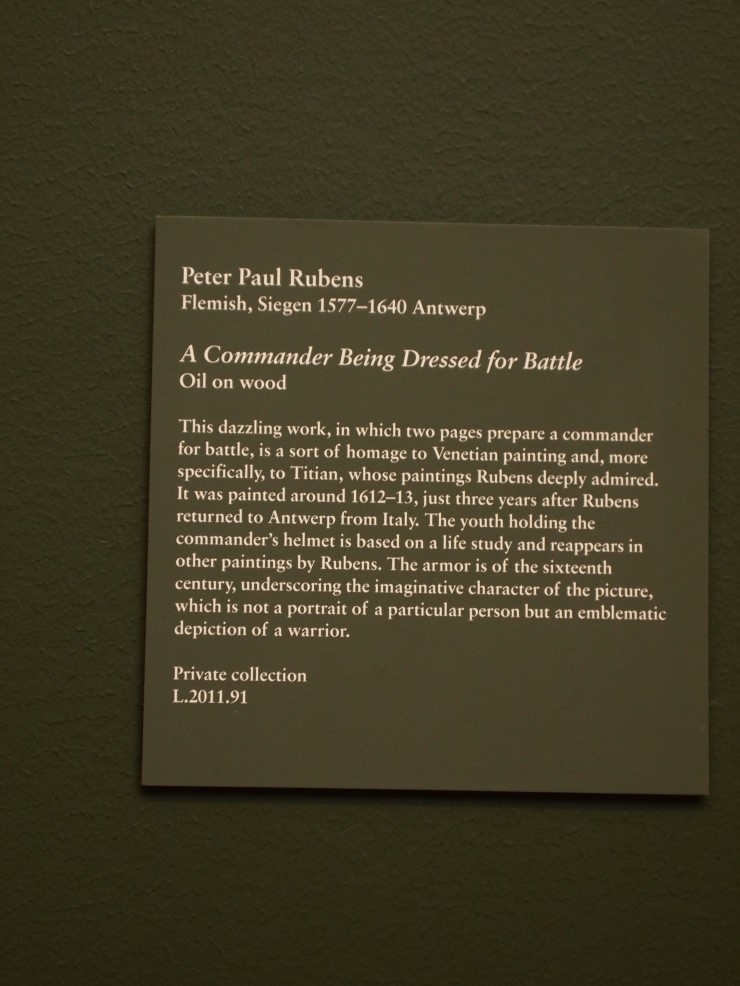 Peter Paul Rubens
Flemish, Siegen 1577–1640 Antwerp
A Commander Being Dressed for Battle
Oil on wood
This dazzling work, in which two pages prepare a commander
for battle, is a sort of homage to Venetian painting and, more
specifically, to Titian, whose paintings Rubens deeply admired.
It was painted around 1612–13, just three years after Rubens
returned to Antwerp from Italy. The youth holding the
commander's helmet is based on a life study and reappears in
other paintings by Rubens. The armor is of the sixteenth
century, underscoring the imaginative character of the picture,
which is not a portrait of a particular person but an emblematic
depiction of a warrior.
Private collection
L.2011.91